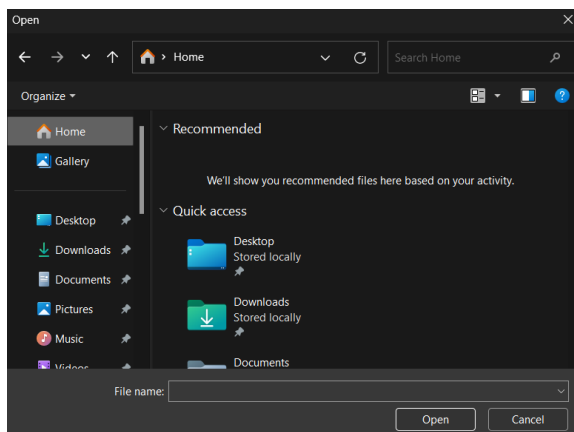 Open
Home
Search Home
Organize
Home
Gallery
Desktop
Downloads
Documents
Pictures
Music
Videos
Recommended
We'll show you recommended files here based on your activity.
Quick access
Desktop
Stored locally
Downloads
Stored locally
Documents
File name:
Open
Cancel